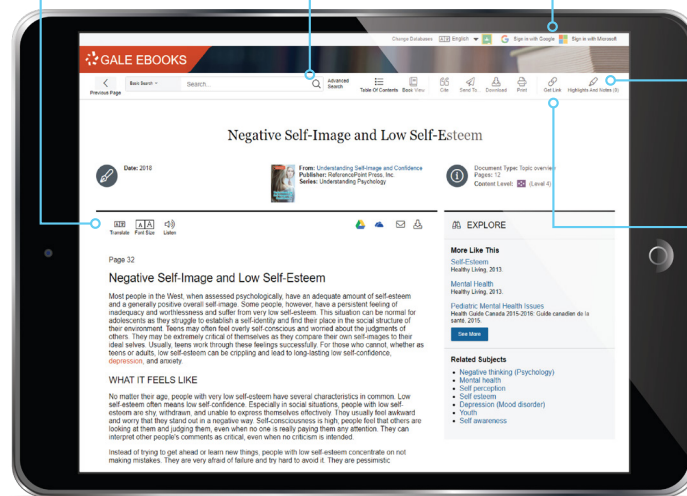 Change Databases English Sign in with Google Sign in with Microsoft
GALE EBOOKS
Previous Page
Book Search
Search...
Advanced Search
Table Of Contents
Book View
Cite
Send To
Download
Print
Get Link
Highlights And Notes (0)
Negative Self-Image and Low Self-Esteem
Date: 2018
From: Understanding Self-Image and Confidence
Publisher: ReferencePoint Press, Inc.
Series: Understanding Psychology
Document Type: Topic overview
Pages: 12
Content Level: (Level 4)
Translate
Font Size
Listen
EXPLORE
Page 32
Negative Self-Image and Low Self-Esteem
Most people in the West, when assessed psychologically, have an adequate amount of self-esteem
and a generally positive overall self-image. Some people, however, have a persistent feeling of
inadequacy and worthlessness and suffer from very low self-esteem. This situation can be normal for
adolescents as they struggle to establish a self-identity and find their place in the social structure of
their environment. Teens may often feel overly self-conscious and worried about the judgments of
others. They may be extremely critical of themselves as they compare their own self-images to their
ideal selves. Usually, teens work through these feelings successfully. For those who cannot, whether as
teens or adults, low self-esteem can be crippling and lead to long-lasting low self-confidence,
depression, and anxiety.
WHAT IT FEELS LIKE
No matter their age, people with very low self-esteem have several characteristics in common. Low
self-esteem often means low self-confidence. Especially in social situations, people with low self-
esteem are shy, withdrawn, and unable to express themselves effectively. They usually feel awkward
and worry that they stand out in a negative way. Self-consciousness is high, people feel that others are
looking at them and judging them, even when no one is really paying them any attention. They can
interpret other people's comments as critical, even when no criticism is intended.
Instead of trying to get ahead or learn new things, people with low self-esteem concentrate on not
making mistakes. They are very afraid of failure and try hard to avoid it. They are pessimistic
More Like This
Self-Esteem
Healthy Living, 2013.
Mental Health
Healthy Living, 2013.
Pediatric Mental Health Issues
Health Guide Canada 2015-2016: Guide canadien de la
santé, 2015.
See More
Related Subjects
Negative thinking (Psychology)
Mental health
Self perception
Self esteem
Depression (Mood disorder)
Youth
Self awareness